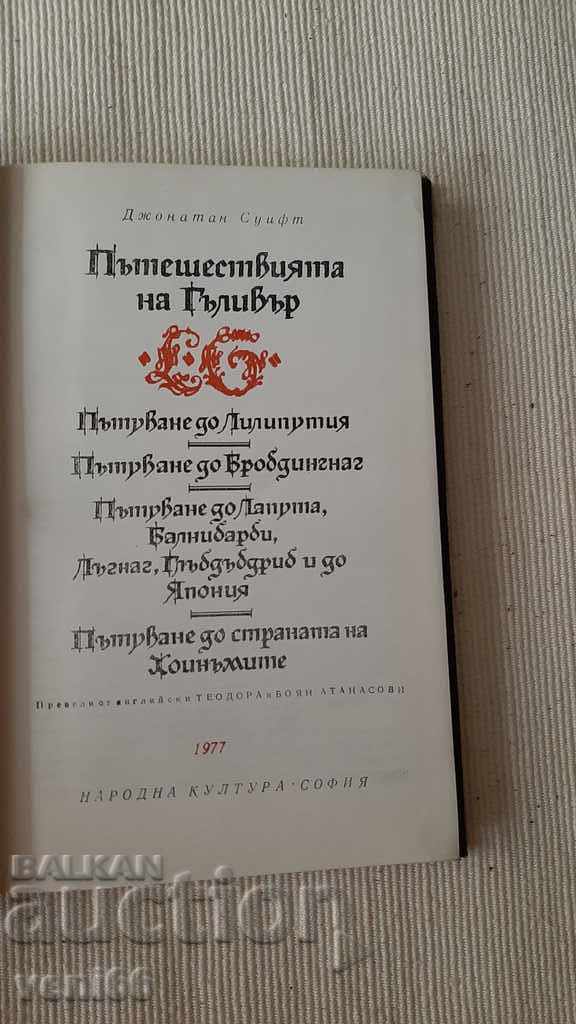 Джонатан Суифт
Пътешествията
на Гъливър
Пътуване до Лилипутия
Пътуване до Бробдингнаг
Пътуване до Лапута,
Балнибарби,
Лъгнаг, Глъбдъбдриб и до
Япония
Пътуване до страната на
Хоинъмите
Превели от английски ТЕОДОРА и БОЯН АТАНАСОВИ
1977
НАРОДНА КУЛТУРА · СОФИЯ
BALKAN
auction
veni66